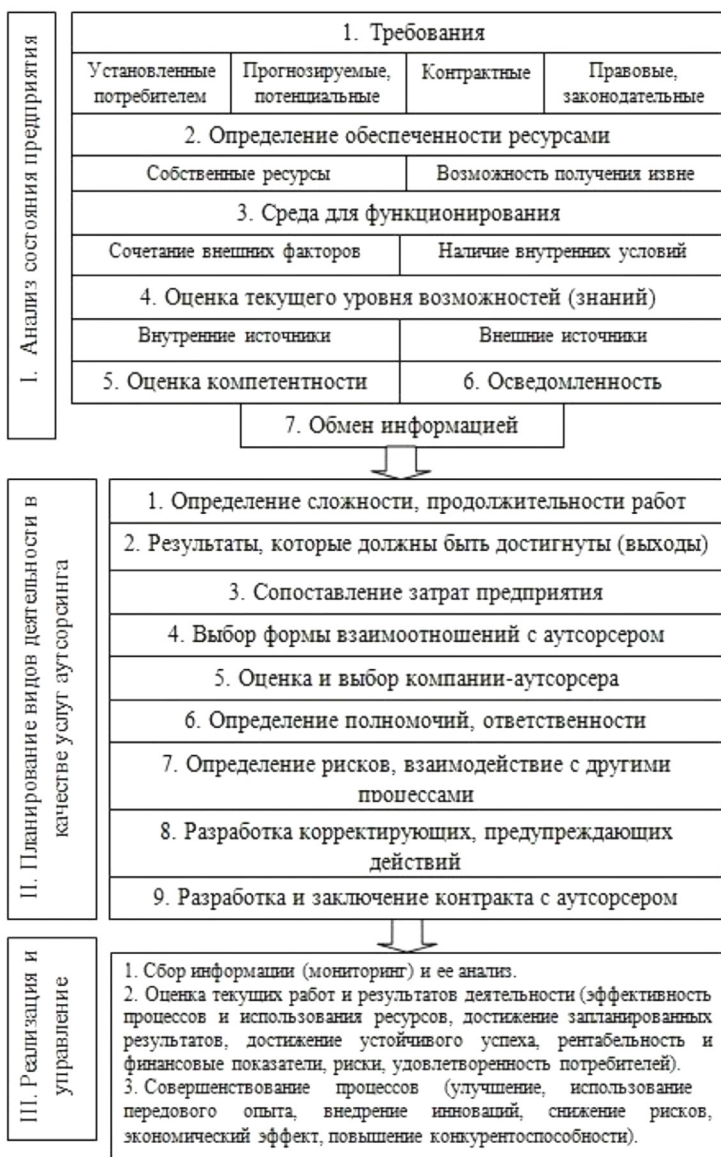 I. Анализ состояния предприятия
1. Требования
Установленные
потребителем
Прогнозируемые,
потенциальные
Контрактные
Правовые,
законодательные
2. Определение обеспеченности ресурсами
Собственные ресурсы
Возможность получения извне
3. Среда для функционирования
Сочетание внешних факторов
Наличие внутренних условий
4. Оценка текущего уровня возможностей (знаний)
Внутренние источники
Внешние источники
5. Оценка компетентности
6. Осведомленность
7. Обмен информацией
II. Планирование видов деятельности в
качестве услуг аутсорсинга
1. Определение сложности, продолжительности работ
2. Результаты, которые должны быть достигнуты (выходы)
3. Сопоставление затрат предприятия
4. Выбор формы взаимоотношений с аутсорсером
5. Оценка и выбор компании-аутсорсера
6. Определение полномочий, ответственности
7. Определение рисков, взаимодействие с другими
процессами
8. Разработка корректирующих, предупреждающих
действий
9. Разработка и заключение контракта с аутсорсером
III. Реализация и
управление
1. Сбор информации (мониторинг) и ее анализ.
2. Оценка текущих работ и результатов деятельности (эффективность
процессов и использования ресурсов, достижение запланированных
результатов, достижение устойчивого успеха, рентабельность и
финансовые показатели, риски, удовлетворенность потребителей).
3. Совершенствование процессов (улучшение, использование
передового опыта, внедрение инноваций, снижение рисков,
экономический эффект, повышение конкурентоспособности).